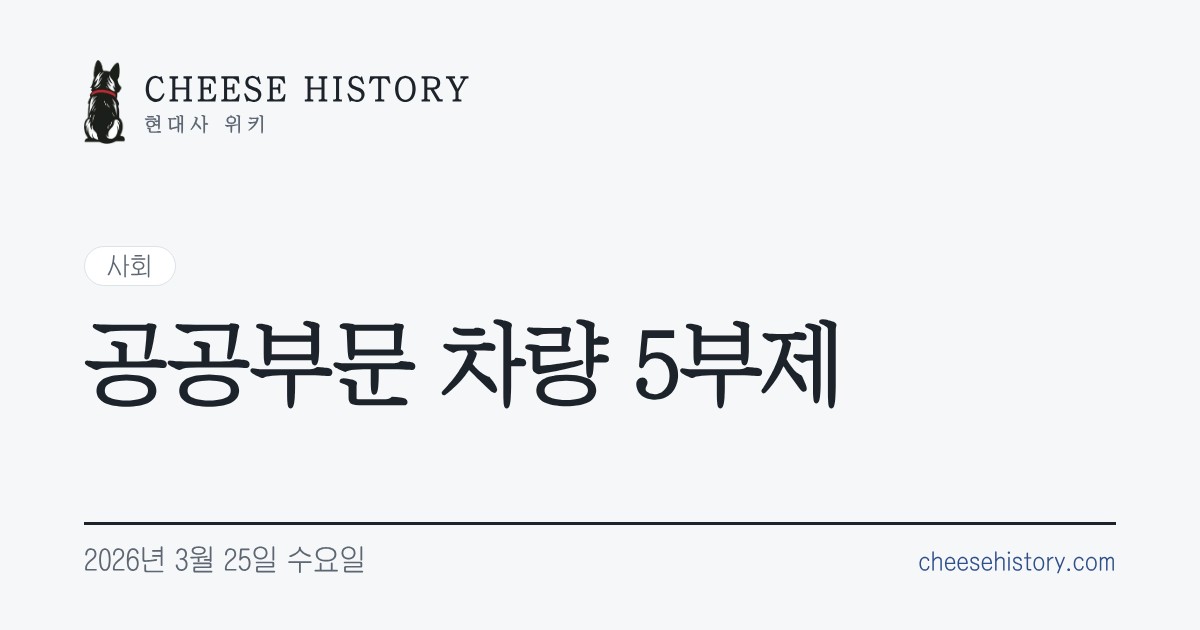 CHEESE HISTORY
현대사 위키
사회
공공부문 차량 5부제
2026년 3월 25일 수요일
cheesehistory.com